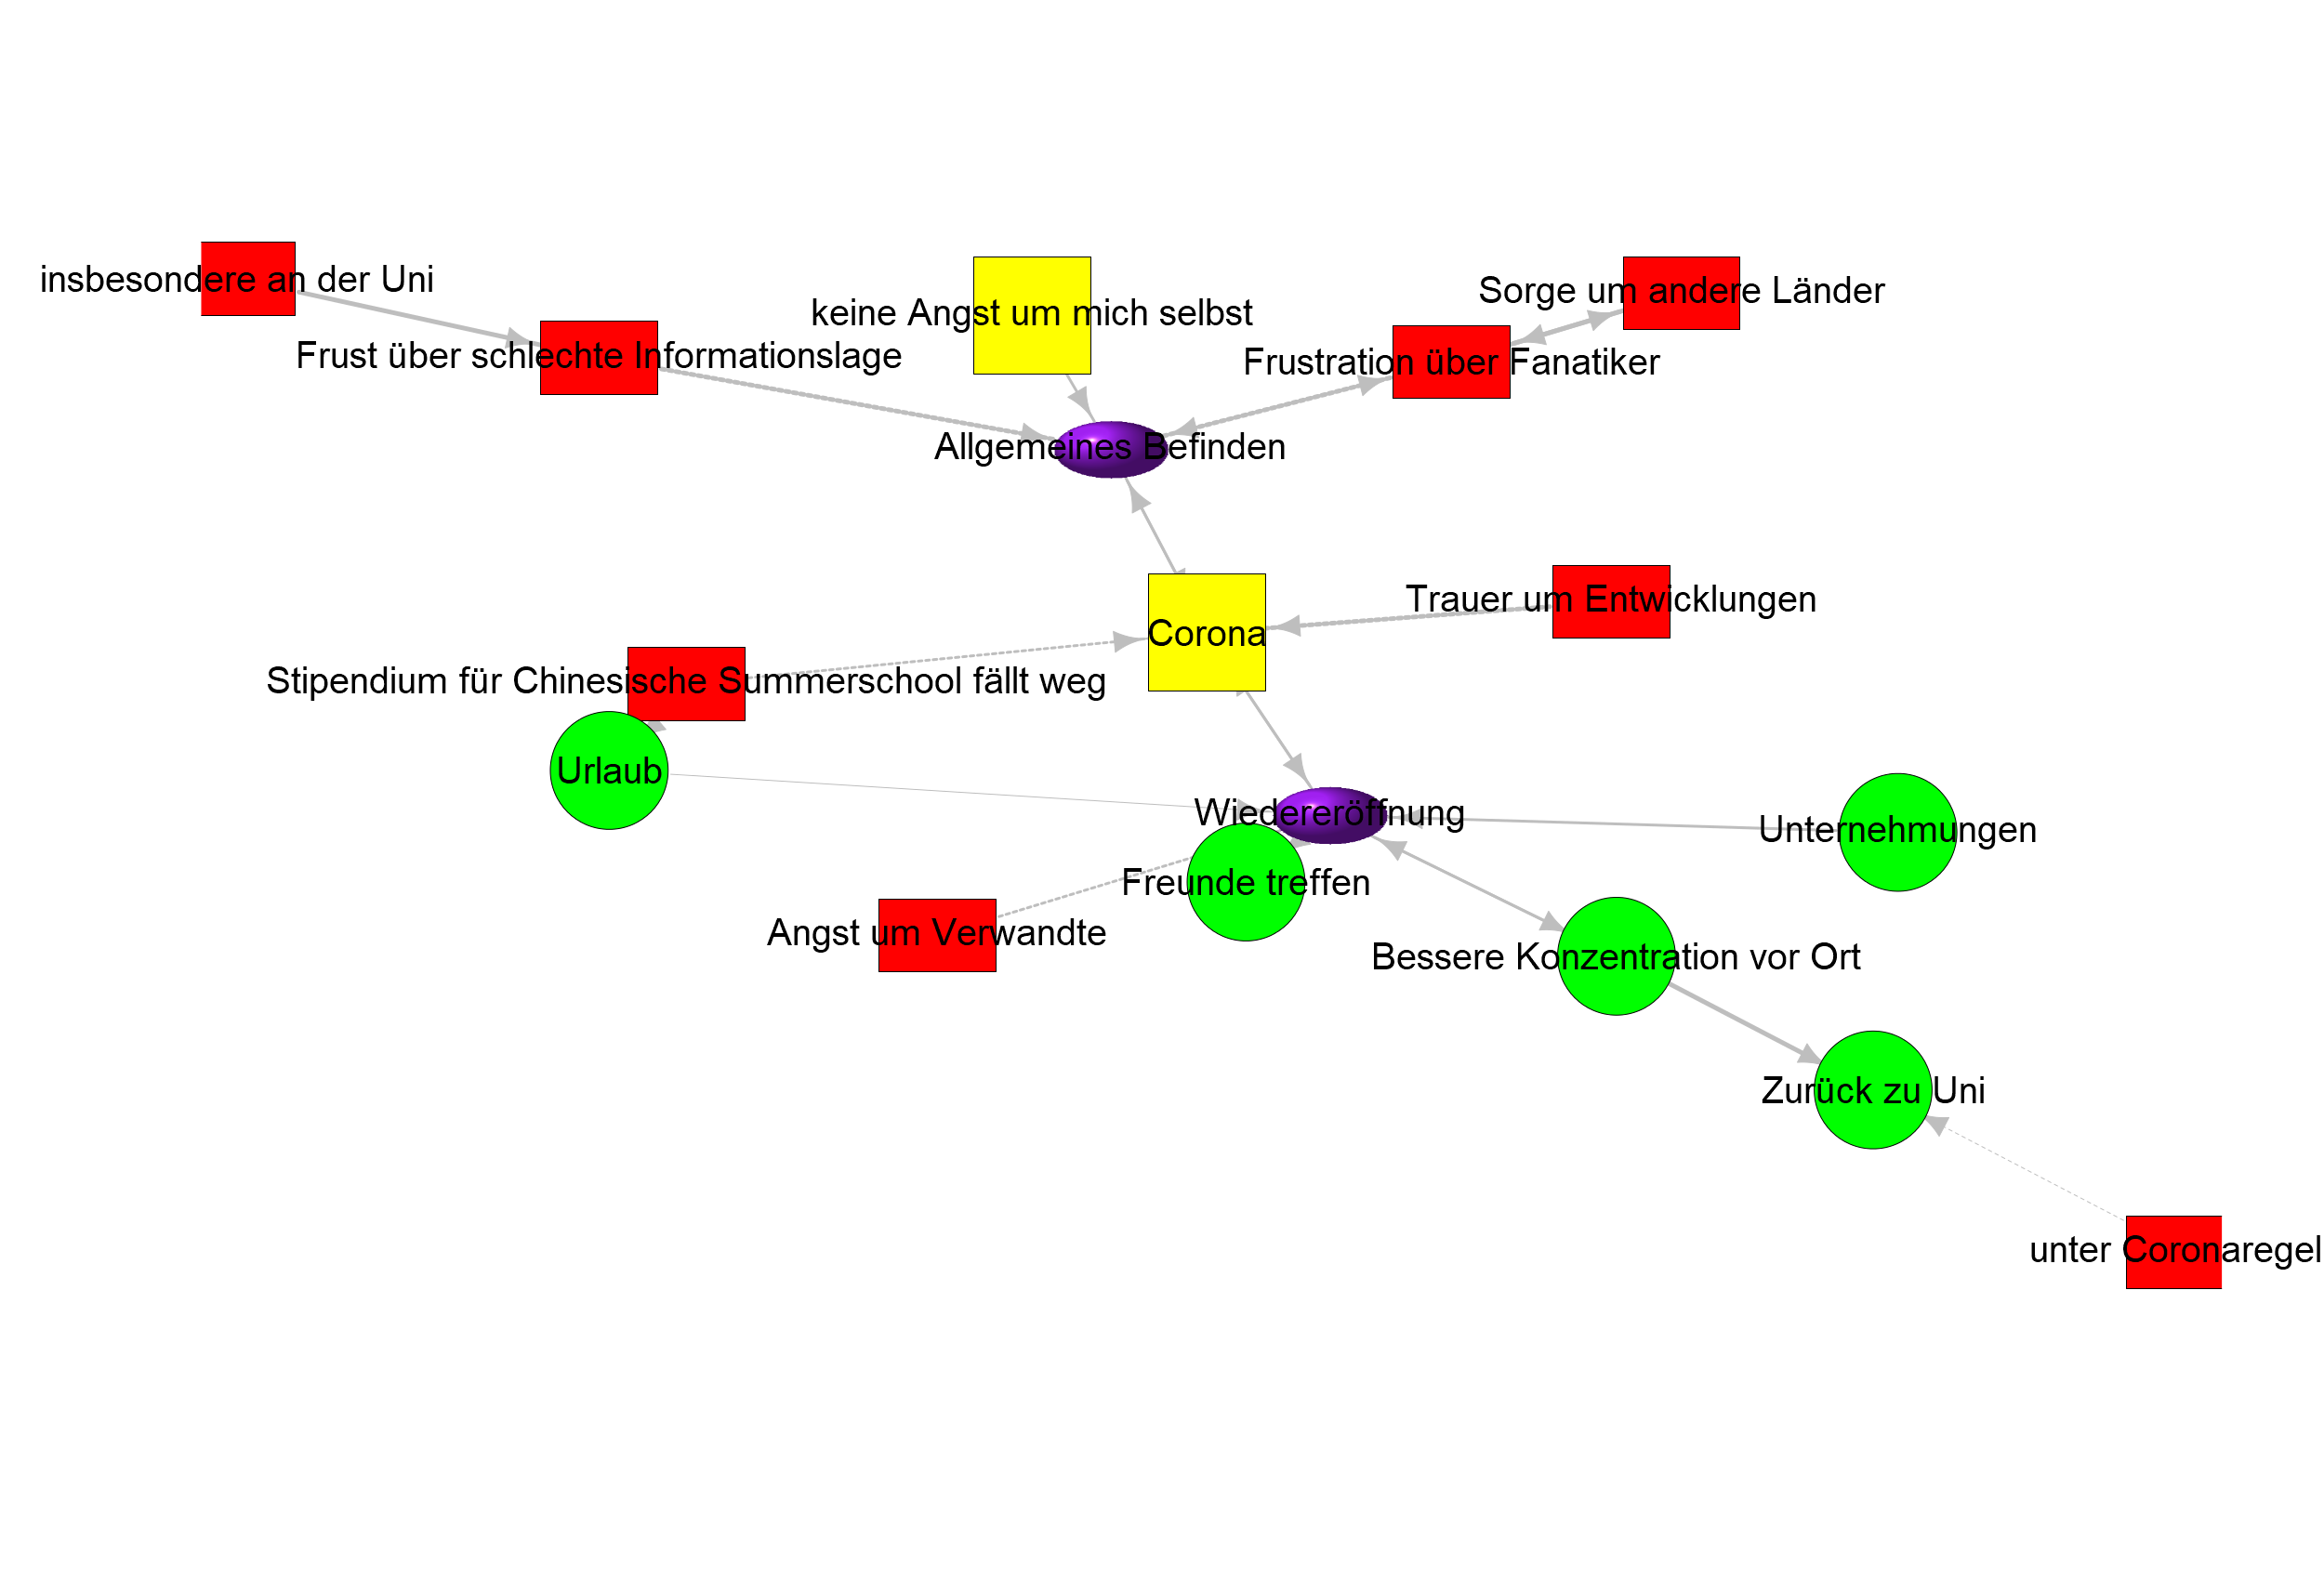 insbesondere an der Uni
Sorge um andere Länder
keine Angst um mich selbst
Frust über schlechte Informationslage
Frustration über Fanatiker
Allgemeines Befinden
Trauer um Entwicklungen
Corona
Stipendium für Chinesische Summerschool fällt weg
Urlaub
Wiedereröffnung
Unternehmungen
Freunde treffen
Angst um Verwandte
Bessere Konzentration vor Ort
Zurück zu Uni
unter Coronaregel